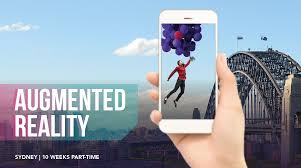 AUGMENTED
REALITY
SYDNEY | 10 WEEKS PART-TIME